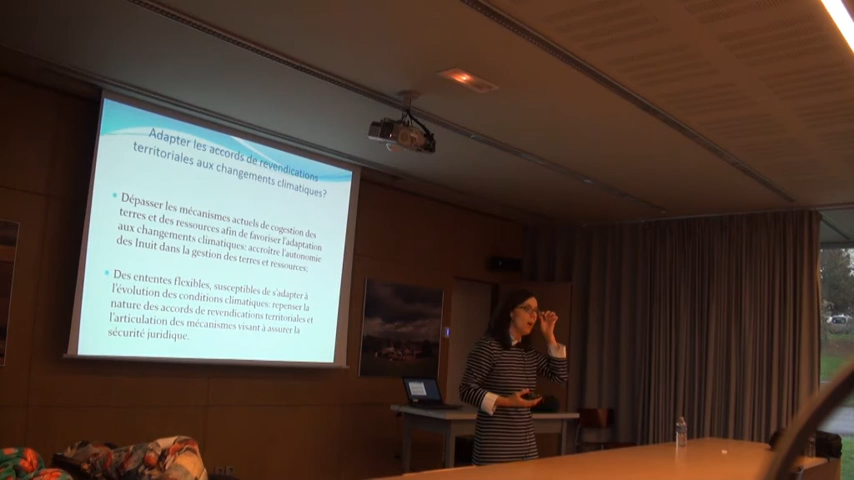 Adapter les accords de revendications
territoriales aux changements climatiques?
• Dépasser les mécanismes actuels de cogestion des
terres et des ressources afin de favoriser l'adaptation
aux changements climatiques: accroître l'autonomie
des Inuit dans la gestion des terres et ressources;
• Des ententes flexibles, susceptibles de s'adapter à
l'évolution des conditions climatiques: repenser la
nature des accords de revendications territoriales et
l'articulation des mécanismes visant à assurer la
sécurité juridique.